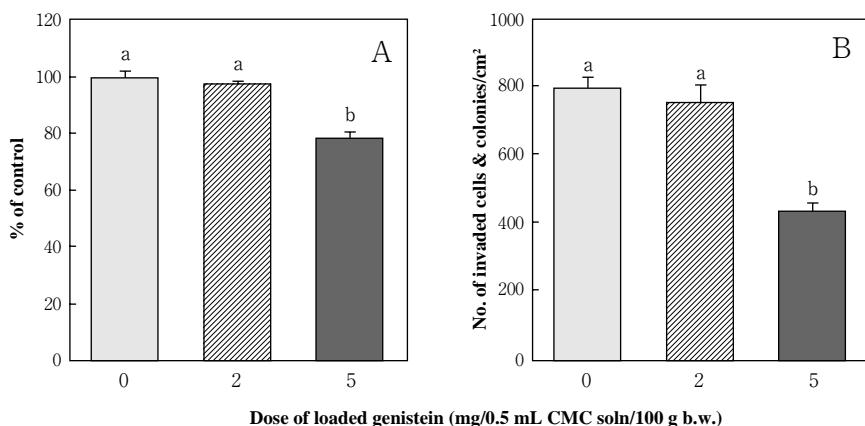 120
100
80
60
40
20
0
% of control
a
a
b
A
0
2
5
1000
800
600
400
200
0
No. of invaded cells & colonies/cm²
a
a
b
B
0
2
5
Dose of loaded genistein (mg/0.5 mL CMC soln/100 g b.w.)